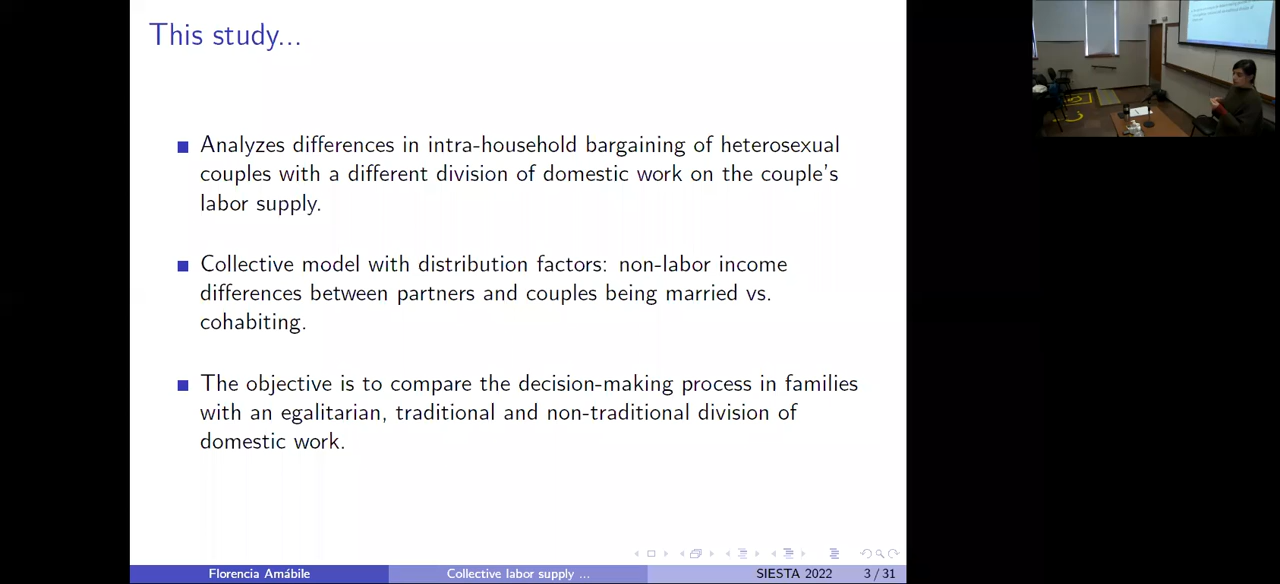 This study...
Analyzes differences in intra-household bargaining of heterosexual
couples with a different division of domestic work on the couple's
labor supply.
Collective model with distribution factors: non-labor income
differences between partners and couples being married vs.
cohabiting.
The objective is to compare the decision-making process in families
with an egalitarian, traditional and non-traditional division of
domestic work.
Florencia Amábile Collective labor supply ... SIESTA 2022 3 / 31